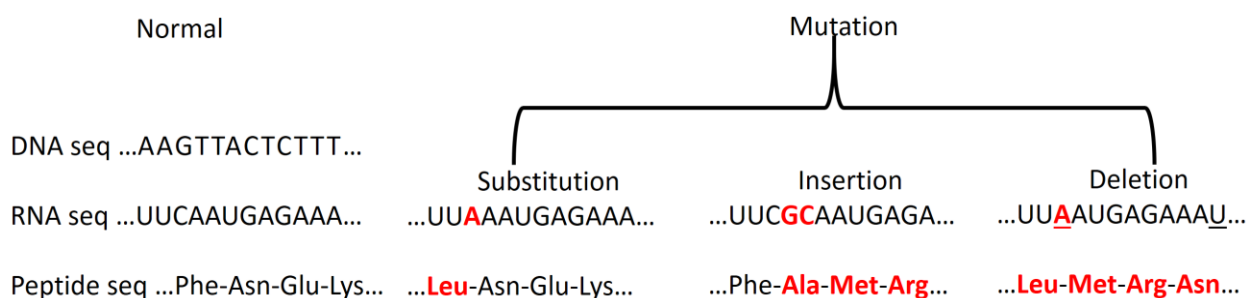 Normal Mutation
DNA seq ...AAGTTACTCTTT...
Substitution Insertion Deletion
RNA seq ...UUCAAUGAGAAA... ...UUAAAUGAGAAA... ...UUCGCAAUGAGA... ...UUAAUGAGAAAU...
Peptide seq ...Phe-Asn-Glu-Lys... ...Leu-Asn-Glu-Lys... ...Phe-Ala-Met-Arg... ...Leu-Met-Arg-Asn...